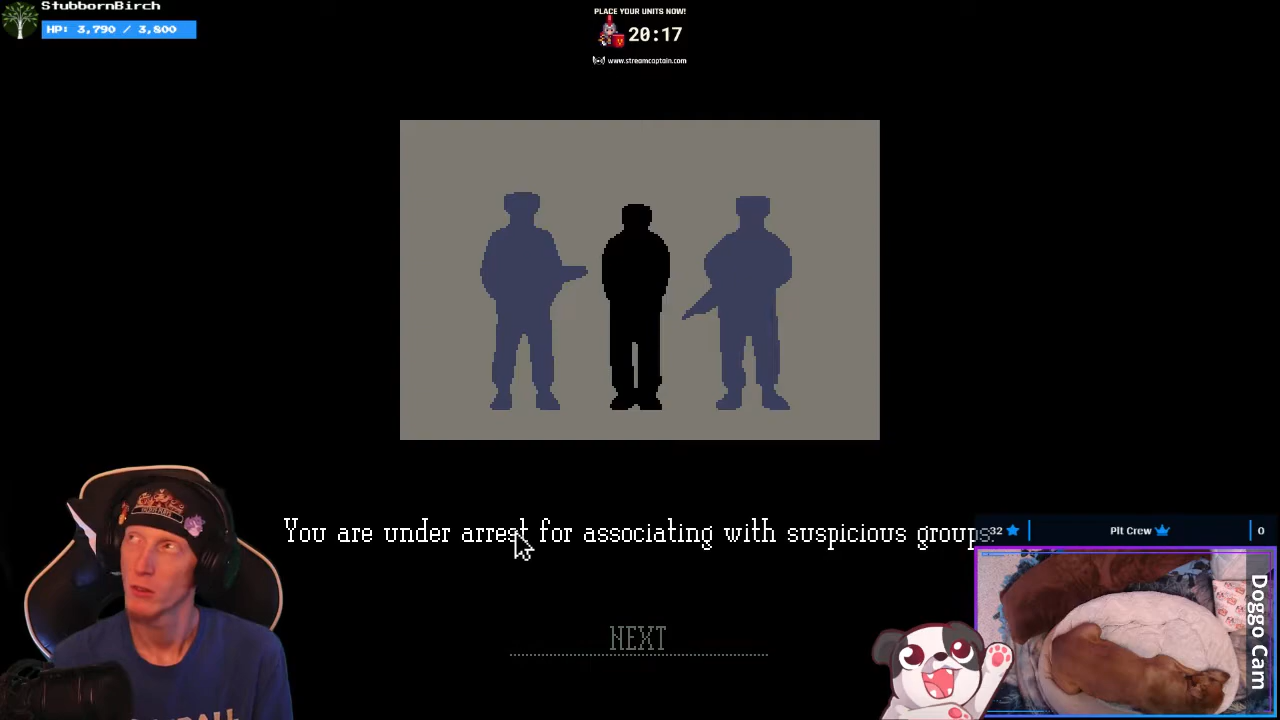 StubbornBirch
HP: 3,790 / 3,800
PLACE YOUR UNITS NOW!
20:17
www.streamcaptain.com
You are under arrest for associating with suspicious groups.
32
Pit Crew
0
NEXT
Doggo Cam